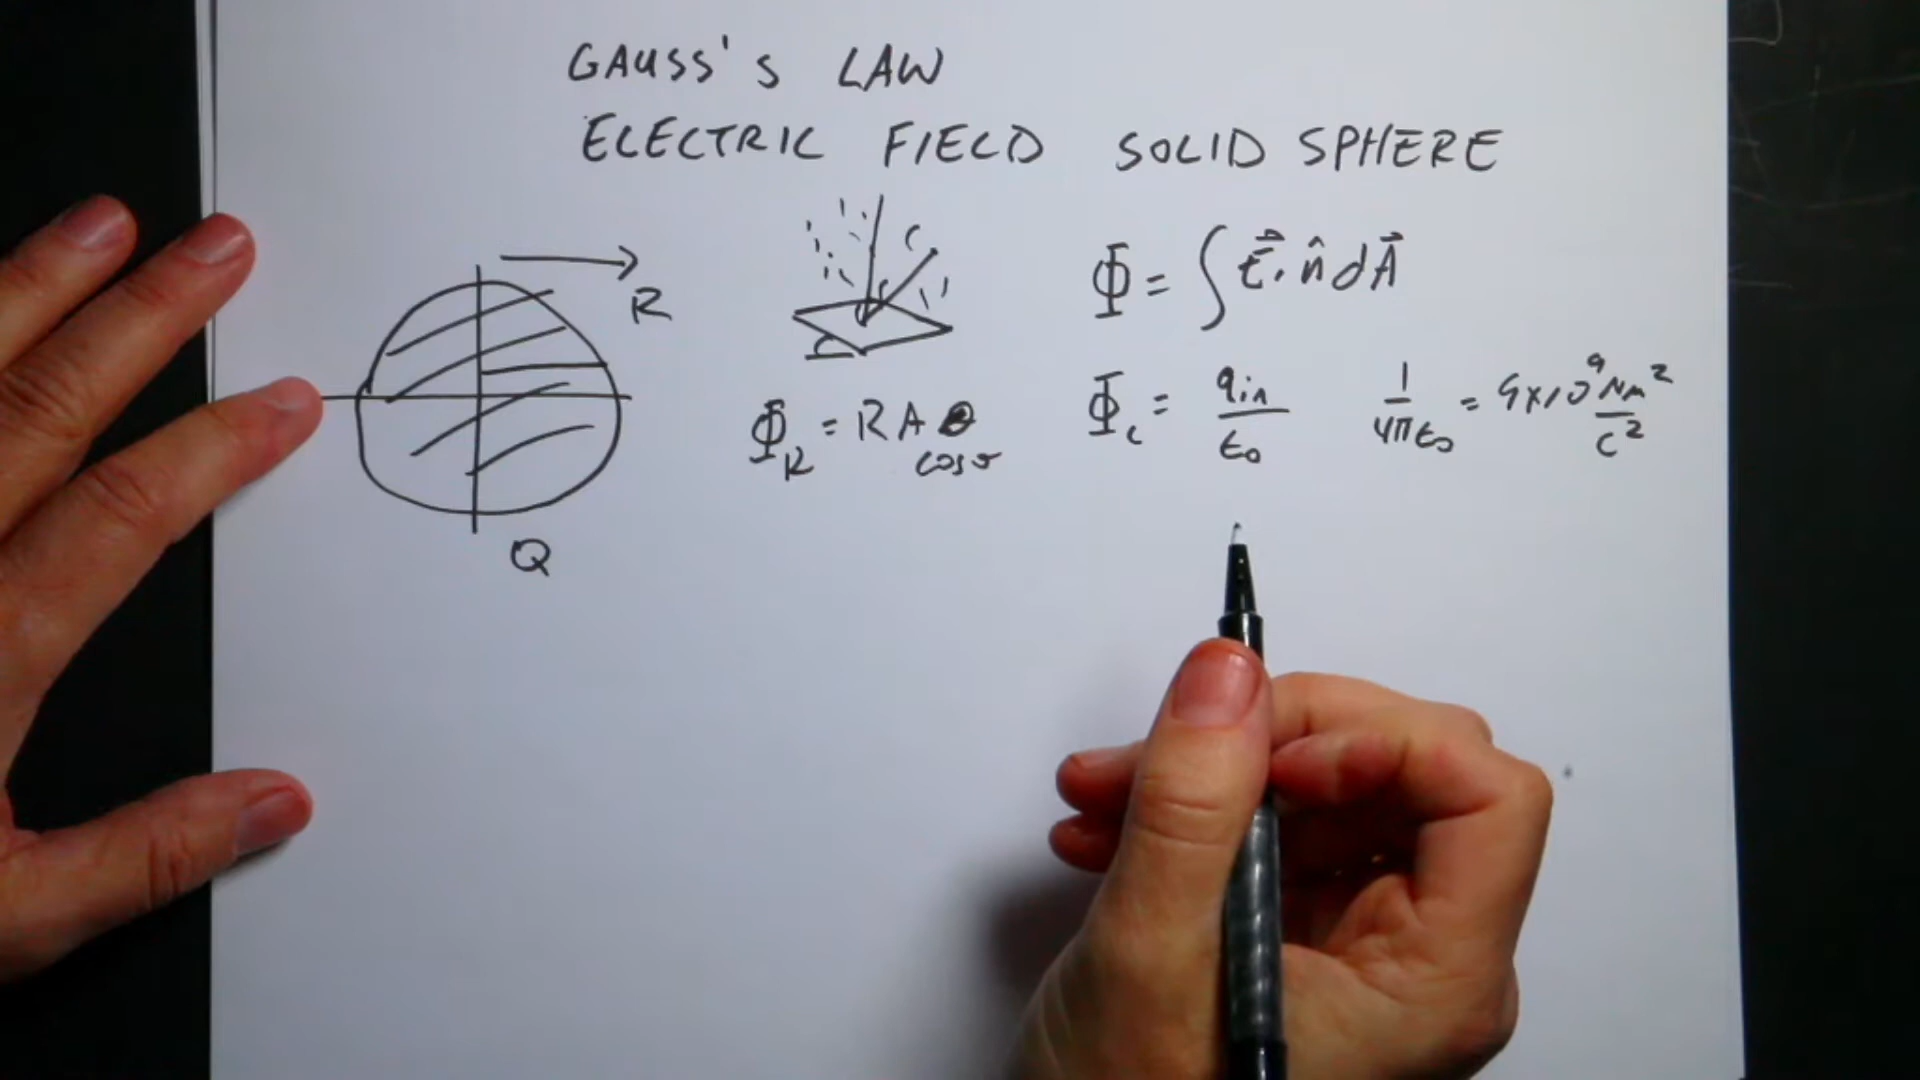 GAUSS'S LAW
ELECTRIC FIELD SOLID SPHERE
R
Q
Φ_R = R A cos θ
Φ = ∫ E⃗ · n̂ dA⃗
Φ_c = q_in / ε₀
1 / 4πε₀ = 9 x 10⁹ Nm² / C²